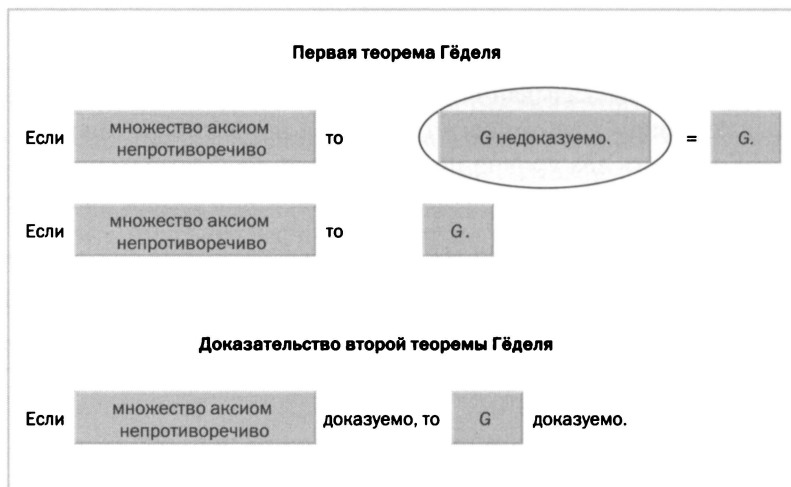 Первая теорема Гёделя
Если множество аксиом непротиворечиво то G недоказуемо. = G.
Если множество аксиом непротиворечиво то G.
Доказательство второй теоремы Гёделя
Если множество аксиом непротиворечиво доказуемо, то G доказуемо.